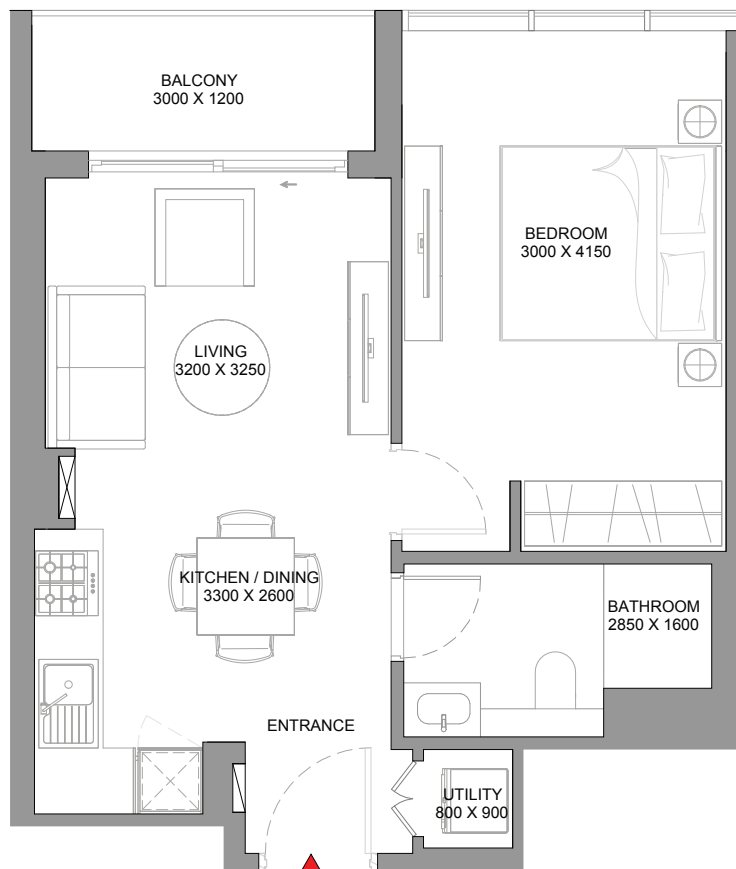 BALCONY
3000 X 1200
BEDROOM
3000 X 4150
LIVING
3200 X 3250
KITCHEN / DINING
3300 X 2600
BATHROOM
2850 X 1600
ENTRANCE
UTILITY
800 X 900